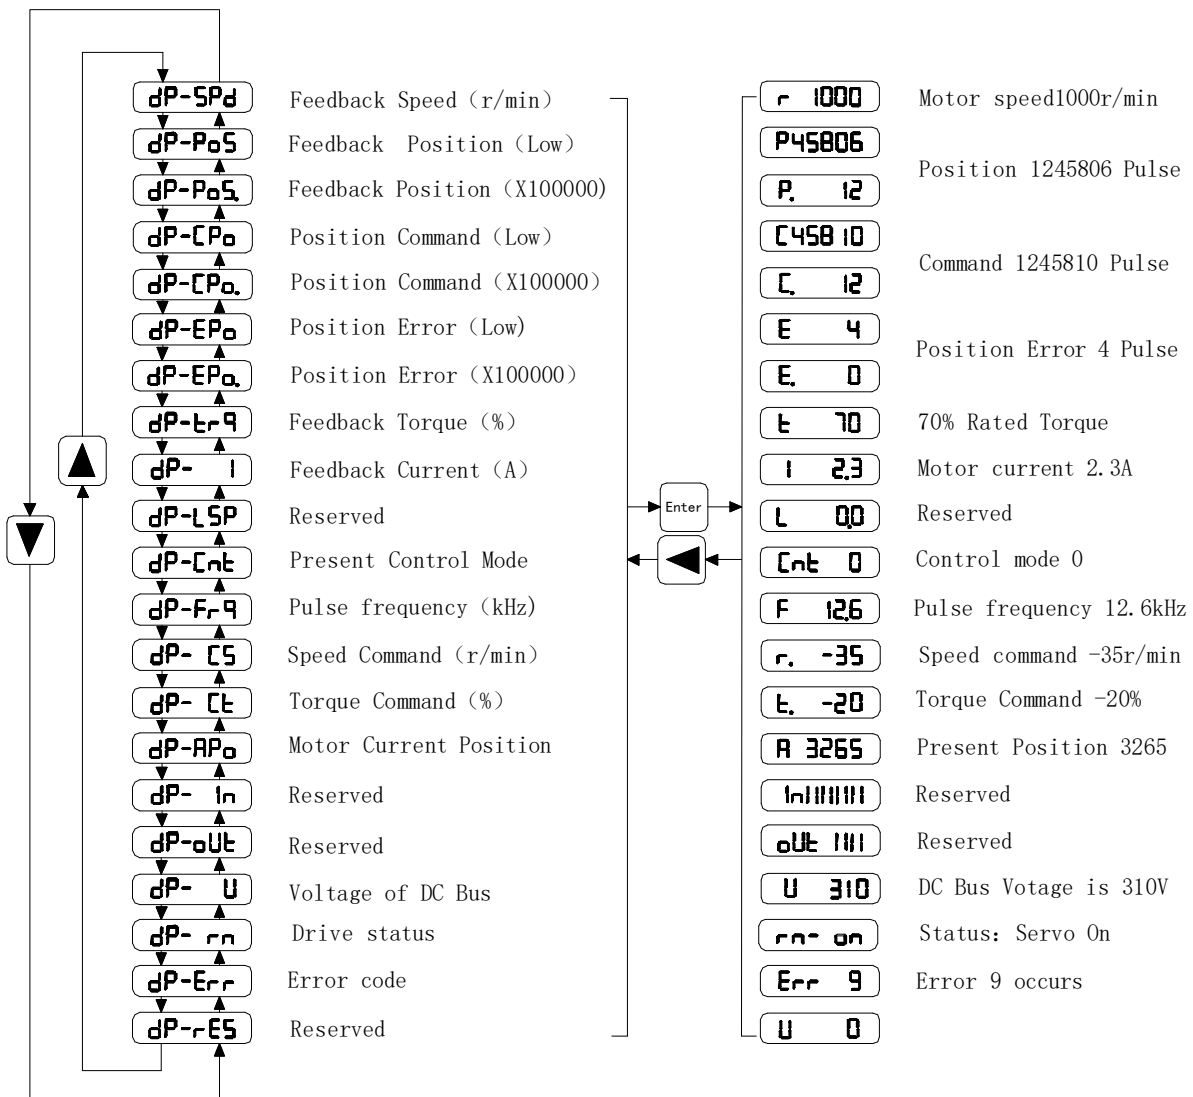 dP-SPd Feedback Speed（r/min） r 1000 Motor speed1000r/min
dP-PoS Feedback Position（Low） P45806
Position 1245806 Pulse
dP-PoS. Feedback Position（X100000） P. 12
dP-CPo Position Command（Low） C45810
Command 1245810 Pulse
dP-CPo. Position Command（X100000） C. 12
dP-EPo Position Error（Low） E 4
Position Error 4 Pulse
dP-EPo. Position Error（X100000） E. 0
dP-trq Feedback Torque（%） t 70 70% Rated Torque
dP- I Feedback Current（A） I 2.3 Motor current 2.3A
Enter
dP-LSP Reserved L 0.0 Reserved
dP-Cnt Present Control Mode Cnt 0 Control mode 0
dP-Frq Pulse frequency（kHz） F 12.6 Pulse frequency 12.6kHz
dP- CS Speed Command（r/min） r. -35 Speed command -35r/min
dP- Ct Torque Command（%） t. -20 Torque Command -20%
dP-APo Motor Current Position A 3265 Present Position 3265
dP- In Reserved In11111111 Reserved
dP-oUt Reserved oUt 1111 Reserved
dP- U Voltage of DC Bus U 310 DC Bus Votage is 310V
dP- rn Drive status rn- on Status：Servo On
dP-Err Error code Err 9 Error 9 occurs
dP-rES Reserved U 0